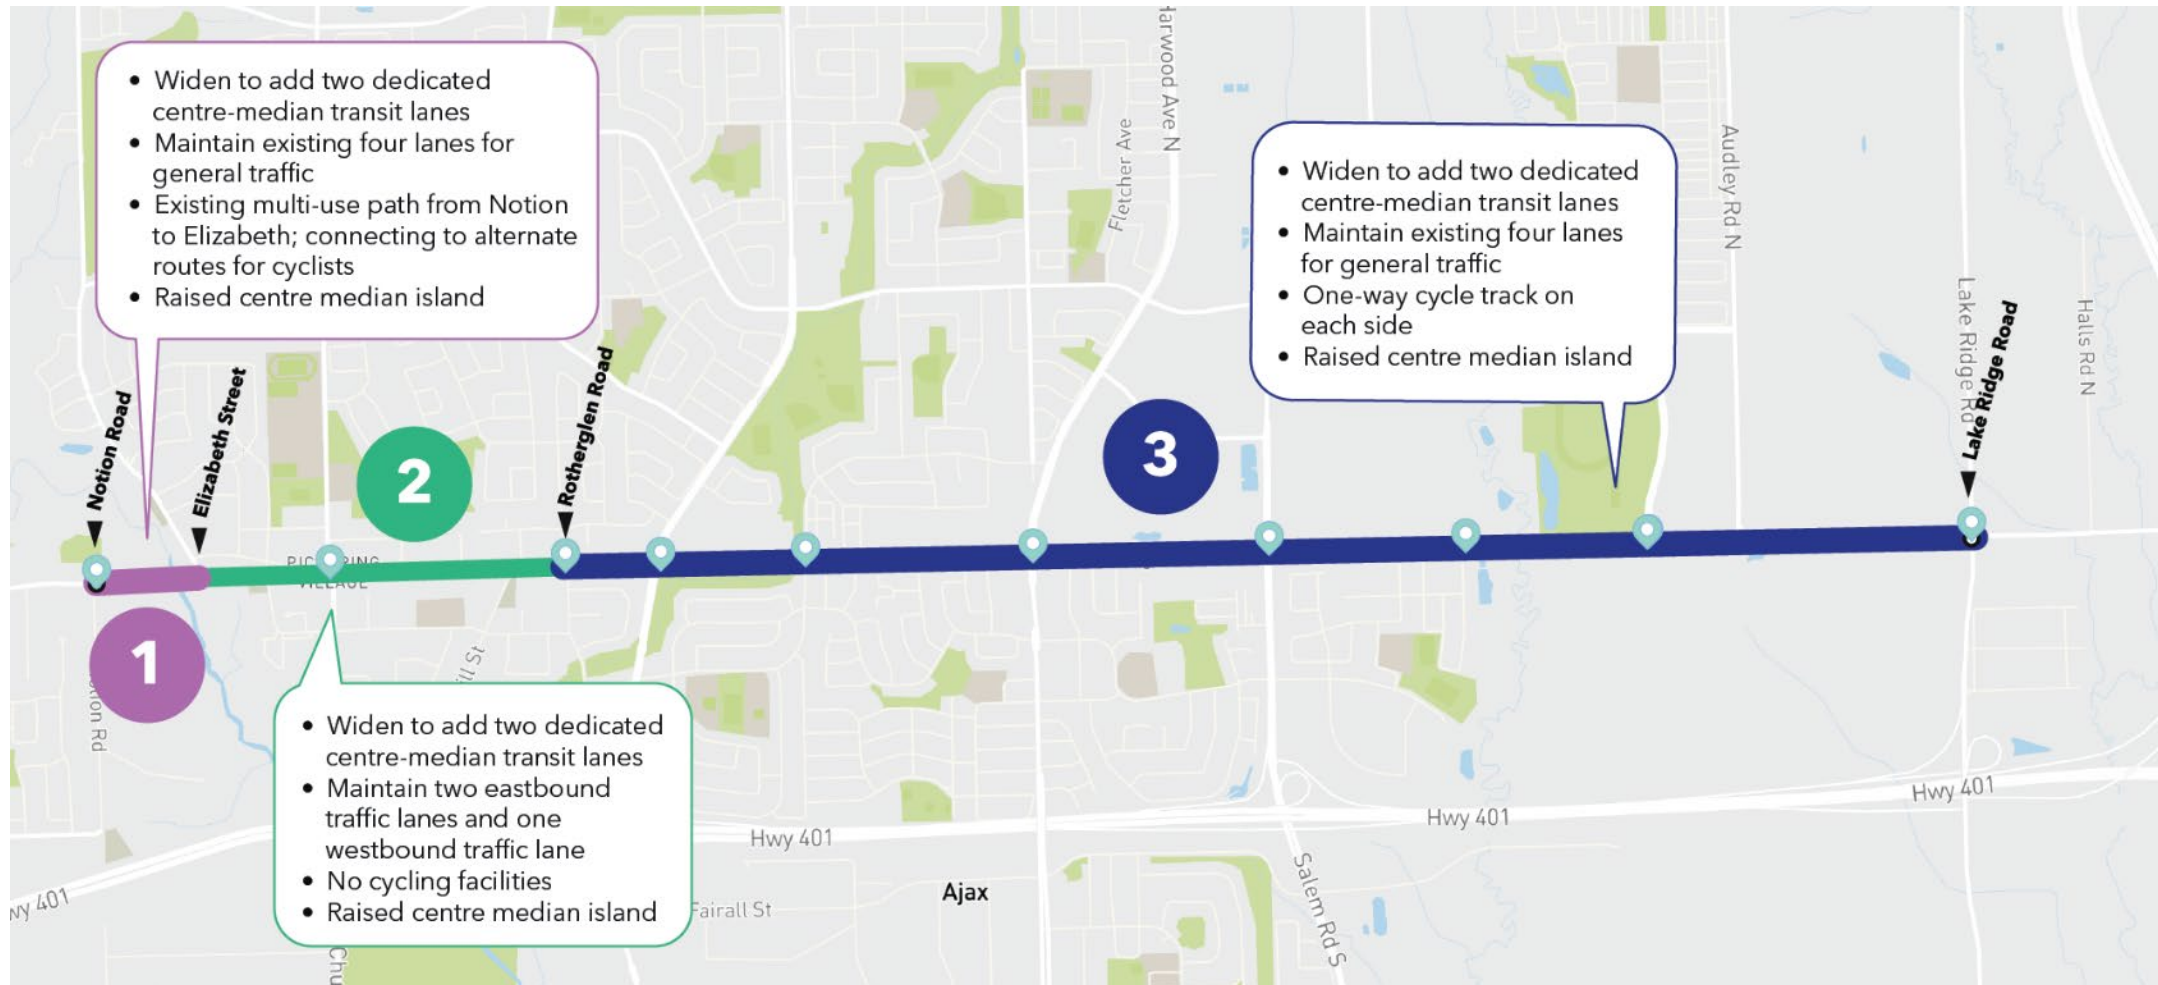 • Widen to add two dedicated
centre-median transit lanes
• Maintain existing four lanes for
general traffic
• Existing multi-use path from Notion
to Elizabeth; connecting to alternate
routes for cyclists
• Raised centre median island
Harwood Ave N
Fletcher Ave
• Widen to add two dedicated
centre-median transit lanes
• Maintain existing four lanes
for general traffic
• One-way cycle track on
each side
• Raised centre median island
Audley Rd N
Lake Ridge Rd
Lake Ridge Road
Halls Rd N
Notion Road
Elizabeth Street
2
Rotherglen Road
3
1
• Widen to add two dedicated
centre-median transit lanes
• Maintain two eastbound
traffic lanes and one
westbound traffic lane
• No cycling facilities
• Raised centre median island
Hwy 401
Hwy 401
Hwy 401
Ajax
Fairall St
Salem Rd S